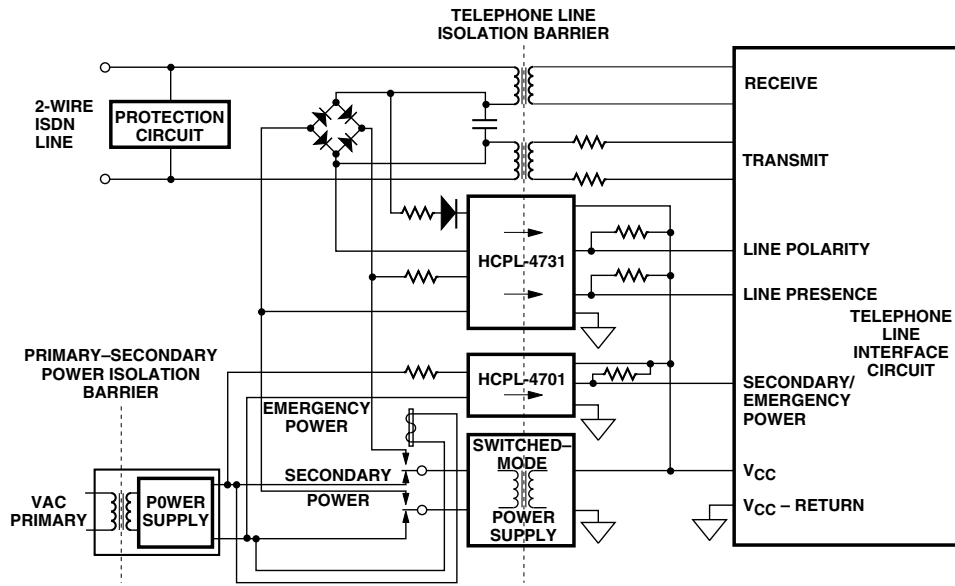 TELEPHONE LINE
ISOLATION BARRIER
2-WIRE
ISDN
LINE
PROTECTION
CIRCUIT
RECEIVE
TRANSMIT
HCPL-4731
LINE POLARITY
LINE PRESENCE
TELEPHONE
LINE
INTERFACE
CIRCUIT
PRIMARY–SECONDARY
POWER ISOLATION
BARRIER
HCPL-4701
SECONDARY/
EMERGENCY
POWER
EMERGENCY
POWER
SECONDARY
POWER
SWITCHED–
MODE
POWER
SUPPLY
VAC
PRIMARY
P0WER
SUPPLY
VCC
VCC – RETURN